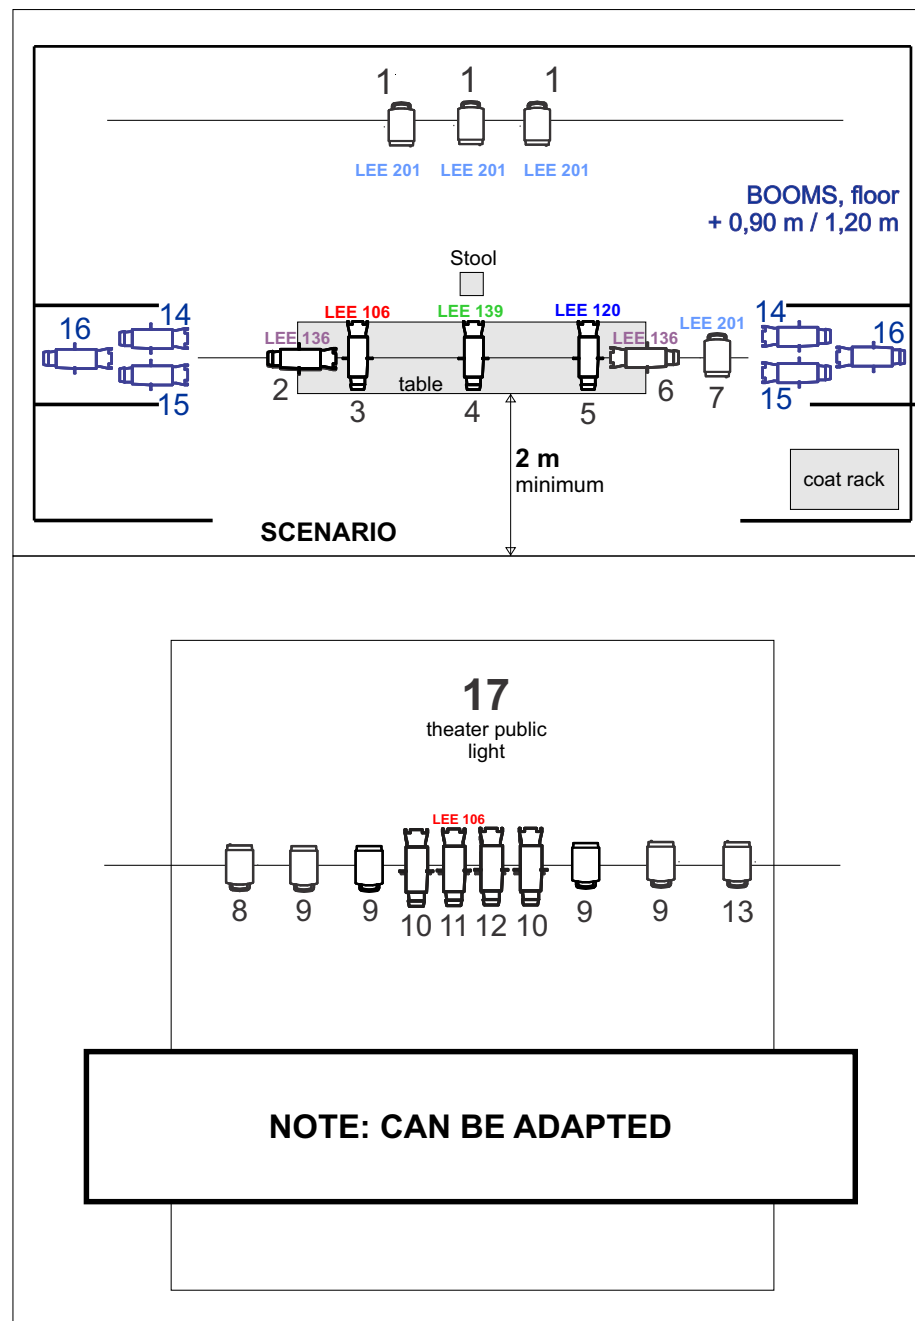 1 1 1
LEE 201 LEE 201 LEE 201
BOOMS, floor
+ 0,90 m / 1,20 m
Stool
LEE 106 LEE 139 LEE 120
14 LEE 201 14
16 LEE 136 LEE 136 16
table
2 3 4 5 6 7
15 15
2 m
minimum
coat rack
SCENARIO
17
theater public
light
LEE 106
8 9 9 10 11 12 10 9 9 13
NOTE: CAN BE ADAPTED